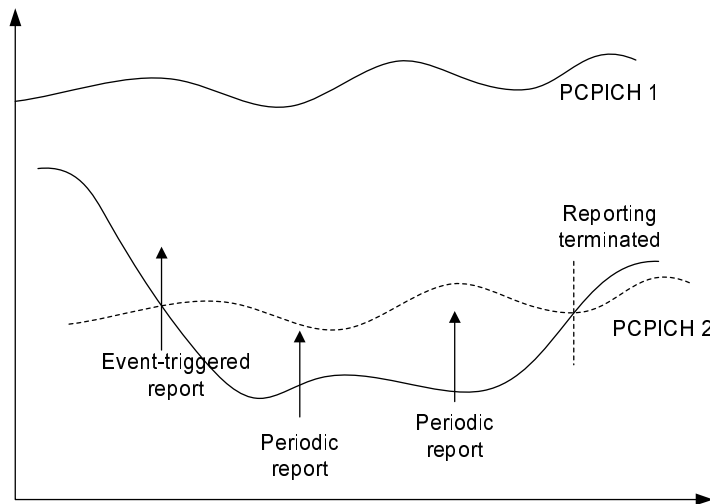 PCPICH 1
Reporting
terminated
PCPICH 2
Event-triggered
report
Periodic
report
Periodic
report